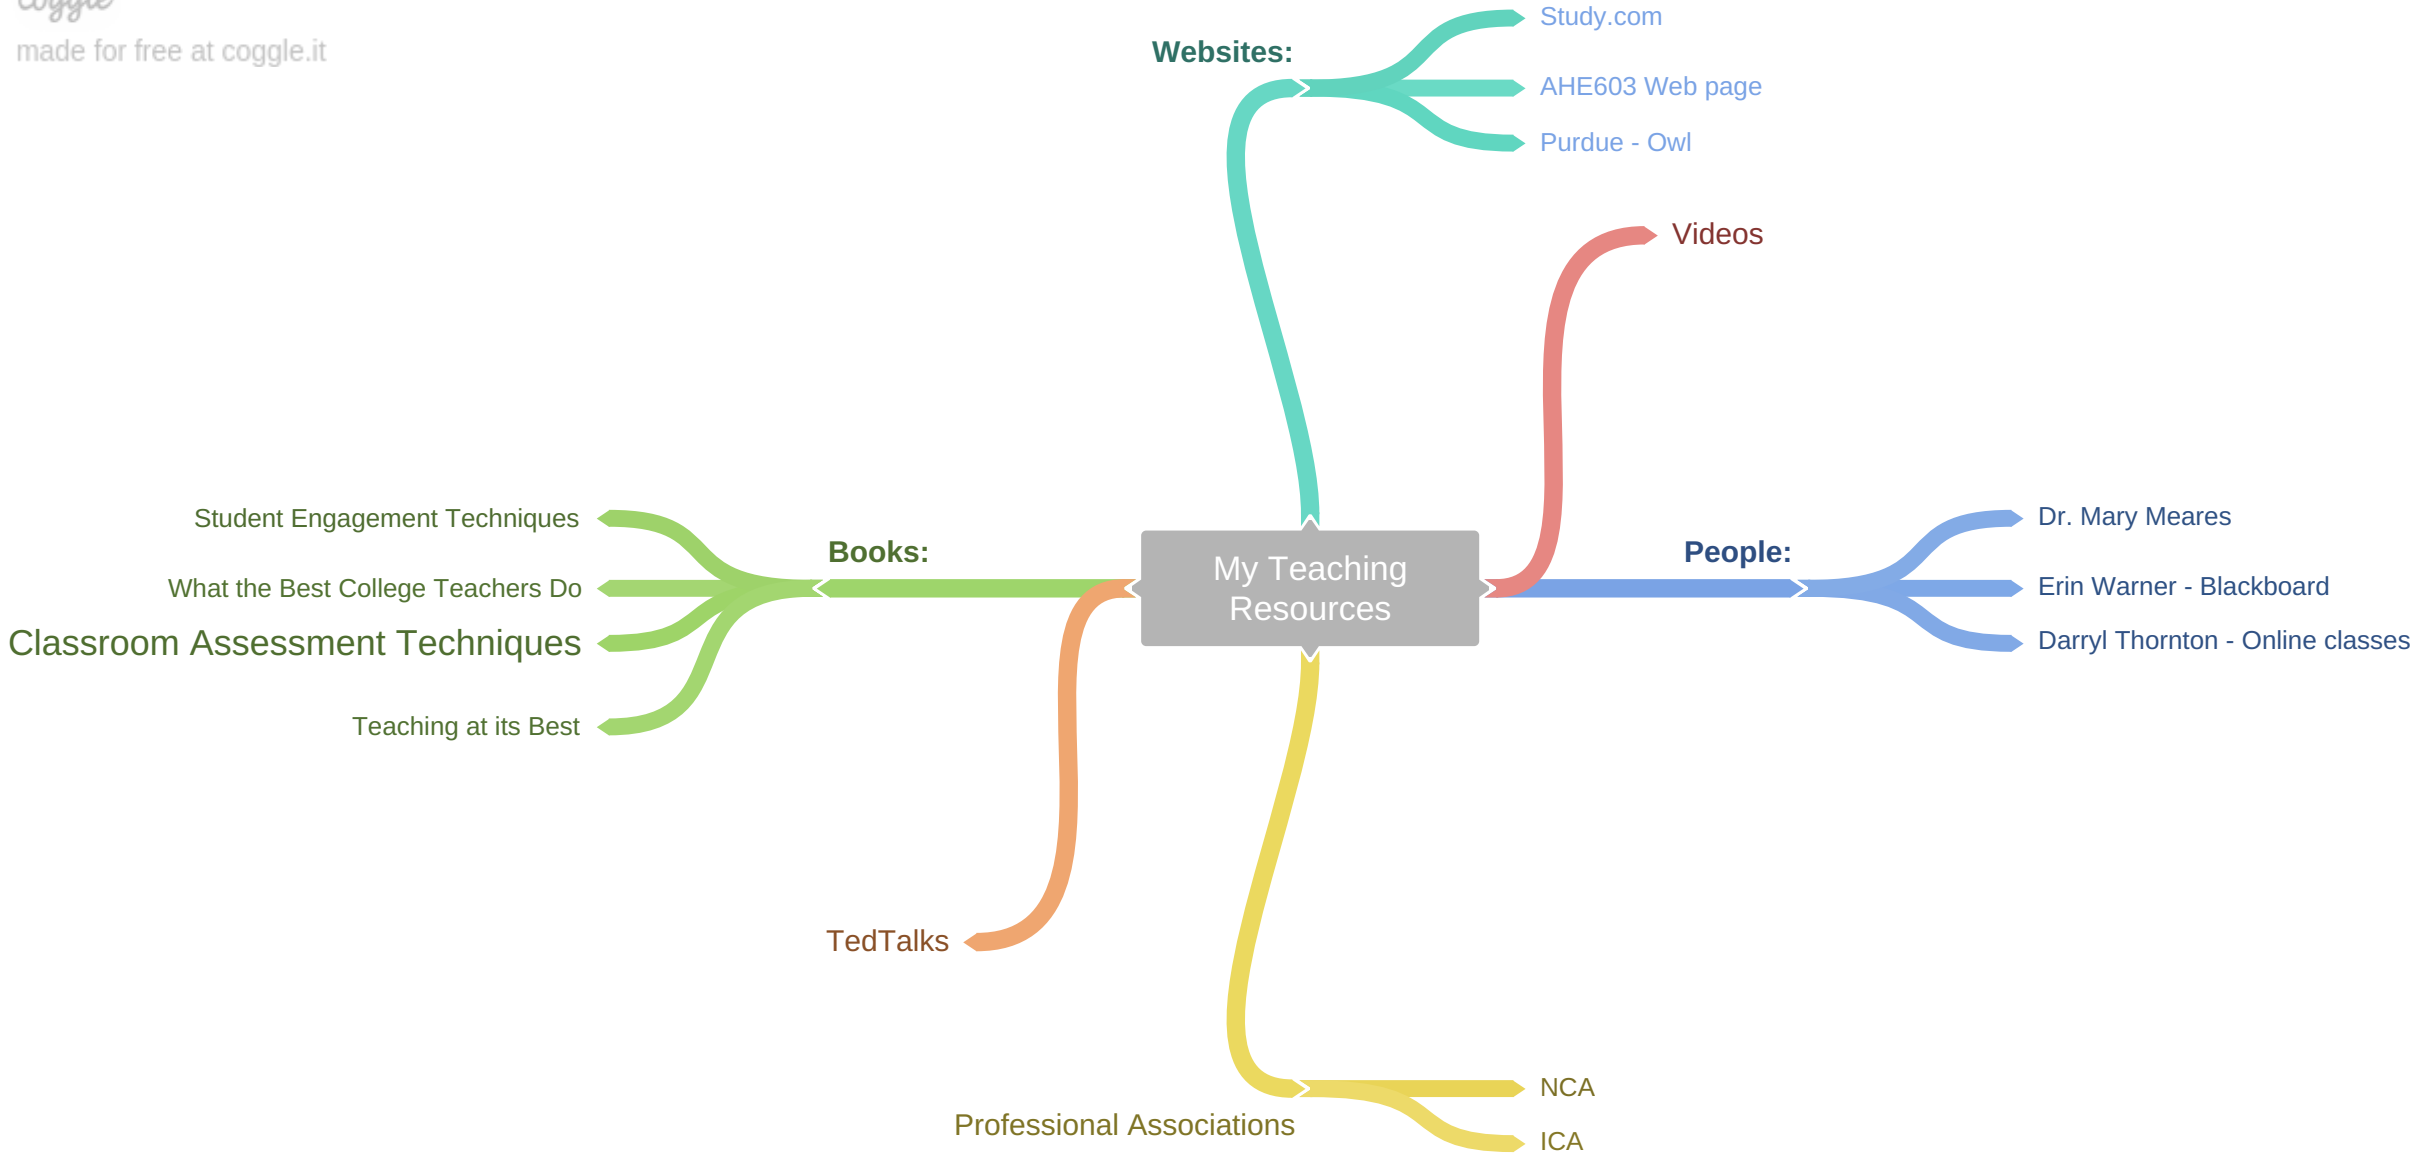 Coggle
made for free at coggle.it
Websites:
Study.com
AHE603 Web page
Purdue - Owl
Videos
Student Engagement Techniques
What the Best College Teachers Do
Classroom Assessment Techniques
Teaching at its Best
Books:
My Teaching
Resources
People:
Dr. Mary Meares
Erin Warner - Blackboard
Darryl Thornton - Online classes
TedTalks
Professional Associations
NCA
ICA